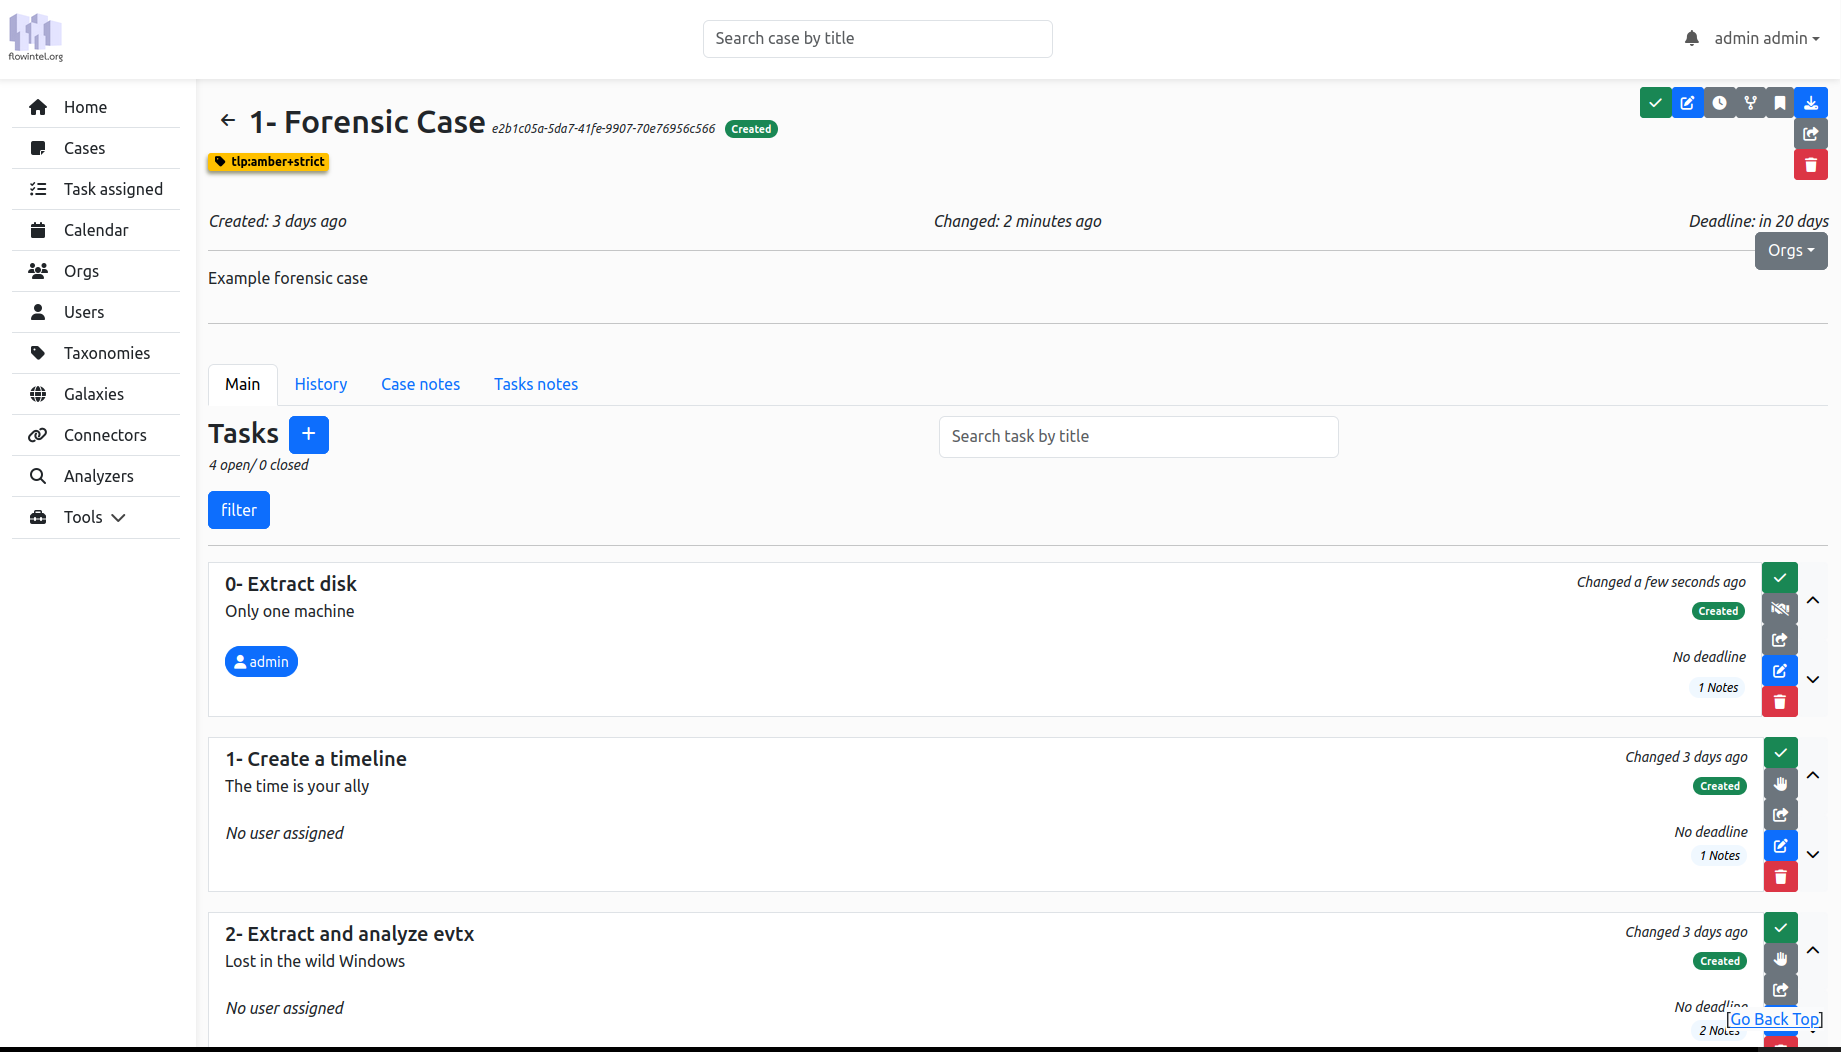 flowintel.org
Search case by title
admin admin
Home
Cases
Task assigned
Calendar
Orgs
Users
Taxonomies
Galaxies
Connectors
Analyzers
Tools
1- Forensic Case e2b1c05a-5da7-41fe-9907-70e76956c566 Created
tlp:amber+strict
Created: 3 days ago Changed: 2 minutes ago Deadline: in 20 days
Orgs
Example forensic case
Main History Case notes Tasks notes
Tasks +
Search task by title
4 open/ 0 closed
filter
0- Extract disk Changed a few seconds ago
Only one machine Created
admin No deadline
1 Notes
1- Create a timeline Changed 3 days ago
The time is your ally Created
No user assigned No deadline
1 Notes
2- Extract and analyze evtx Changed 3 days ago
Lost in the wild Windows Created
No user assigned No deadline
[Go Back Top]
2 Notes